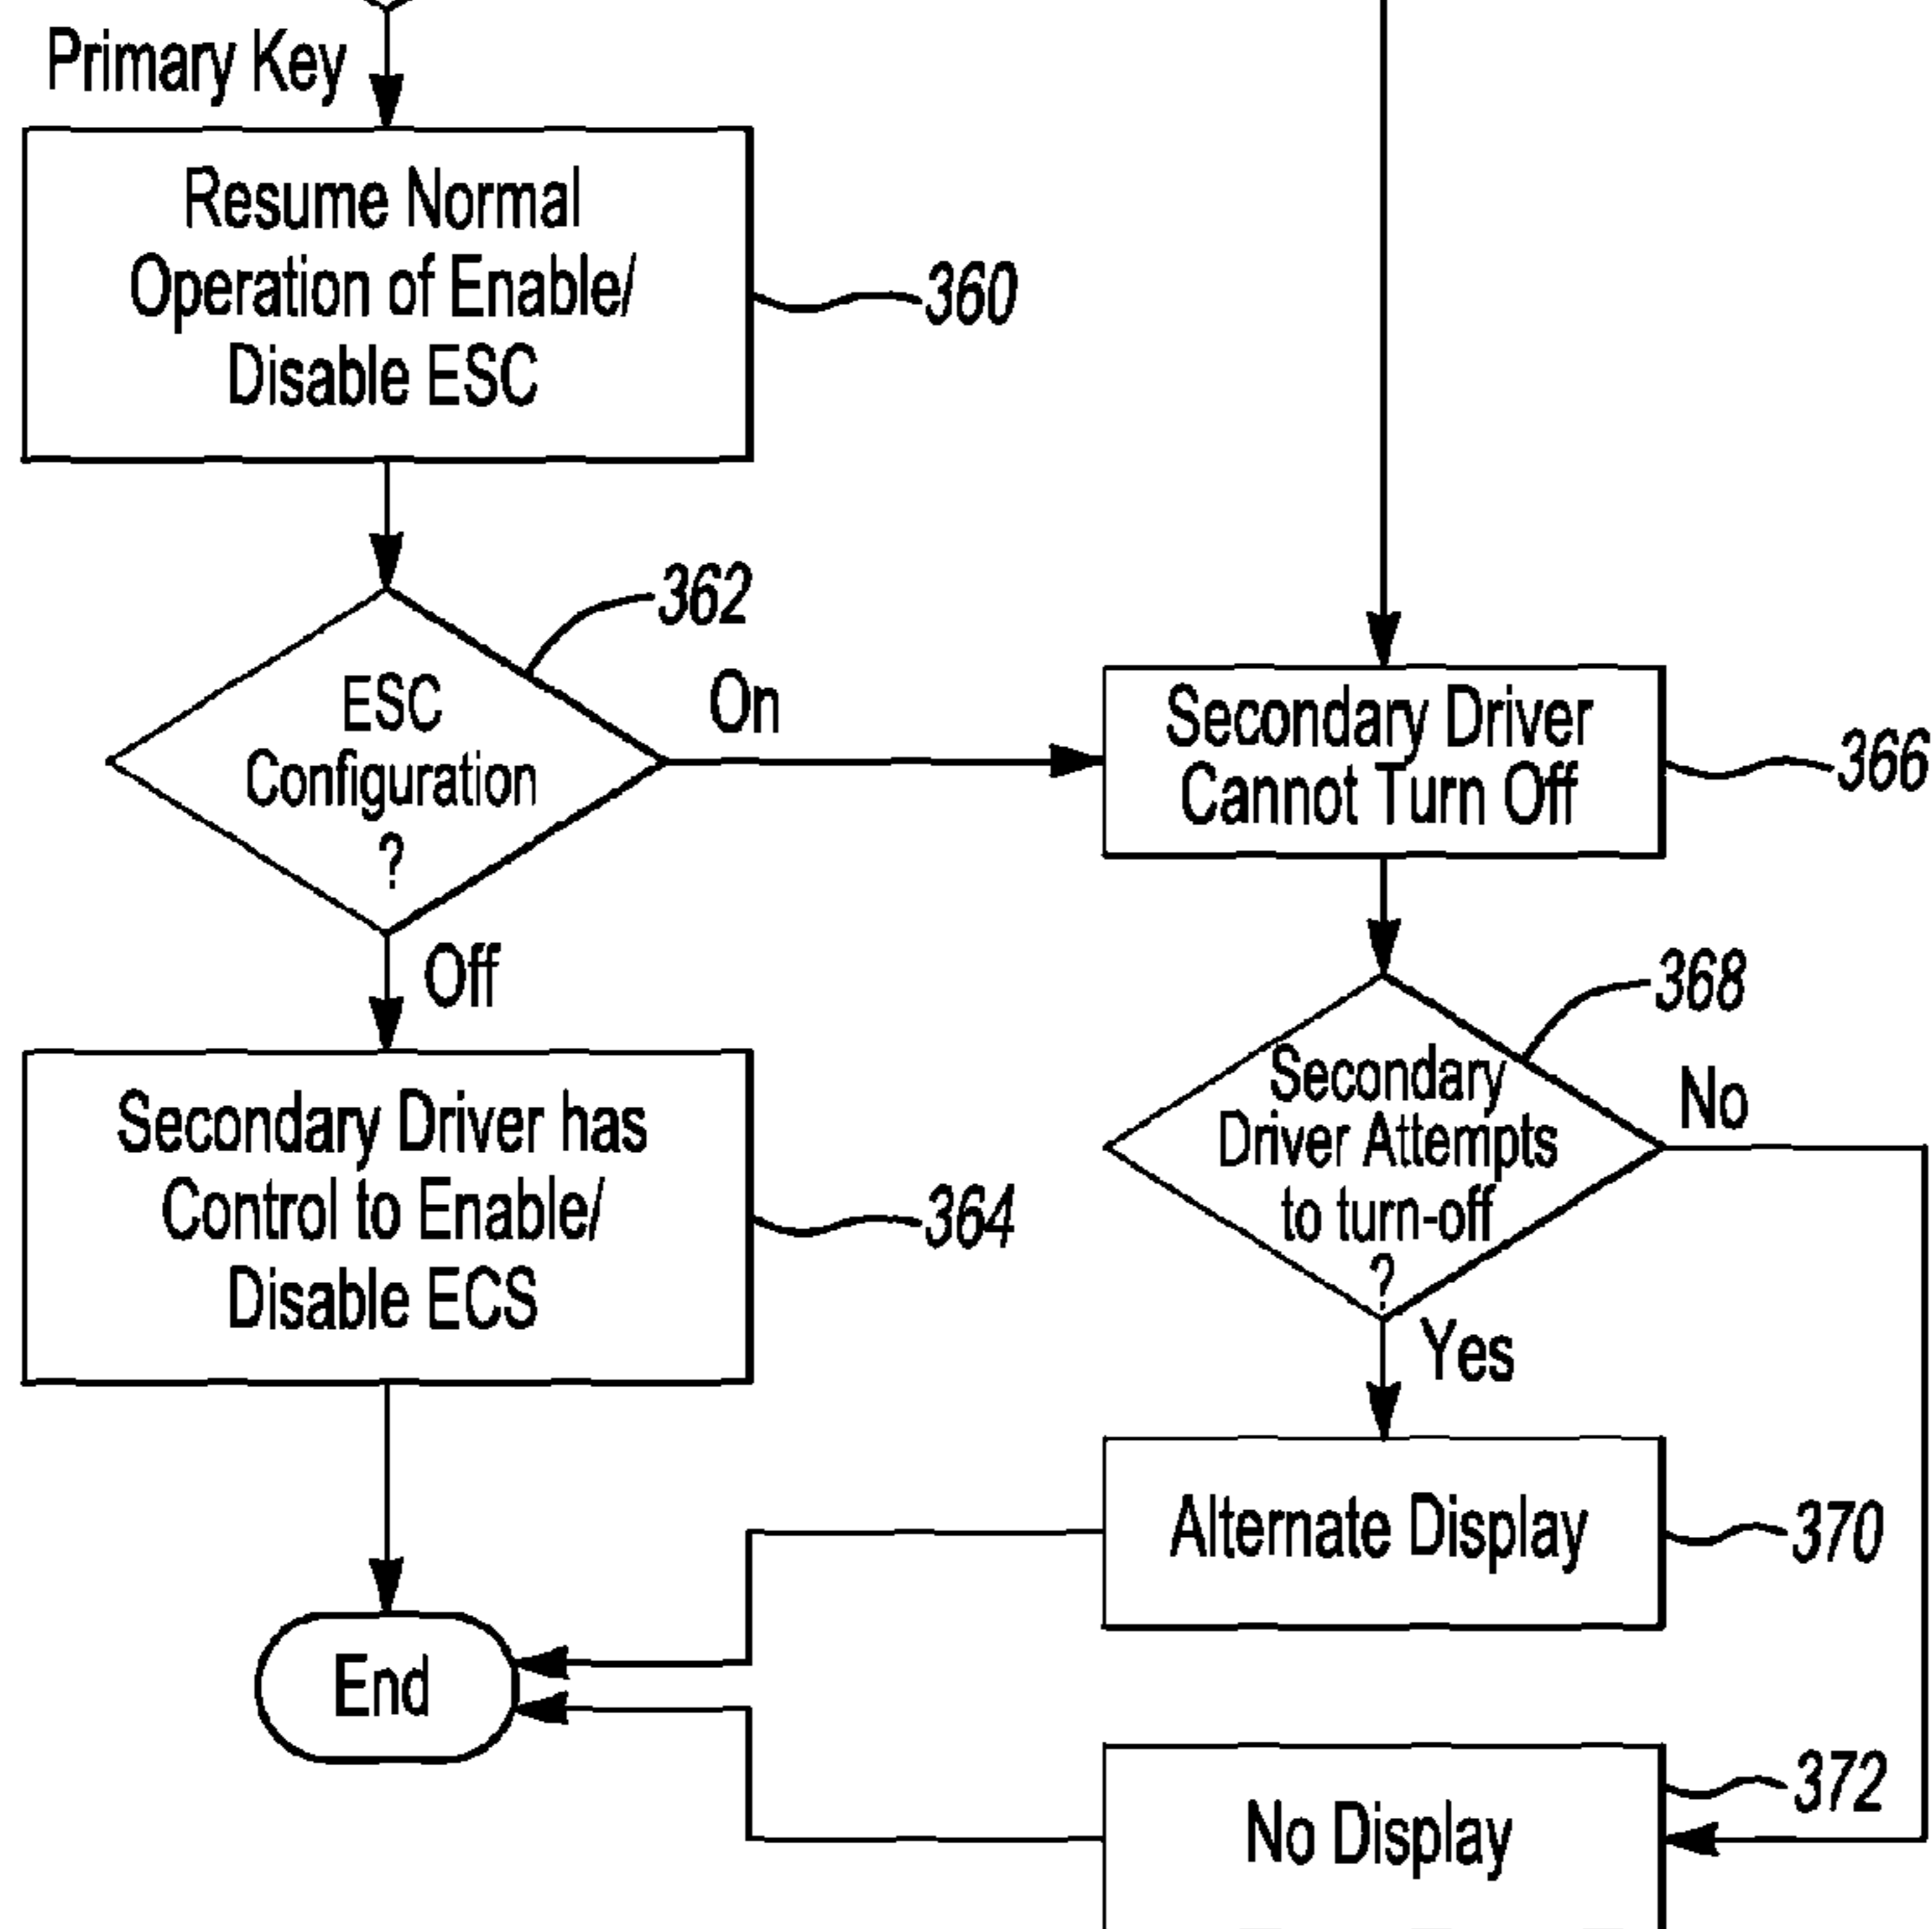 Primary Key
Resume Normal
Operation of Enable/
Disable ESC
360
362
ESC
Configuration
?
On
Off
Secondary Driver
Cannot Turn Off
366
368
Secondary
Driver Attempts
to turn-off
?
No
Yes
Secondary Driver has
Control to Enable/
Disable ECS
364
Alternate Display
370
End
No Display
372